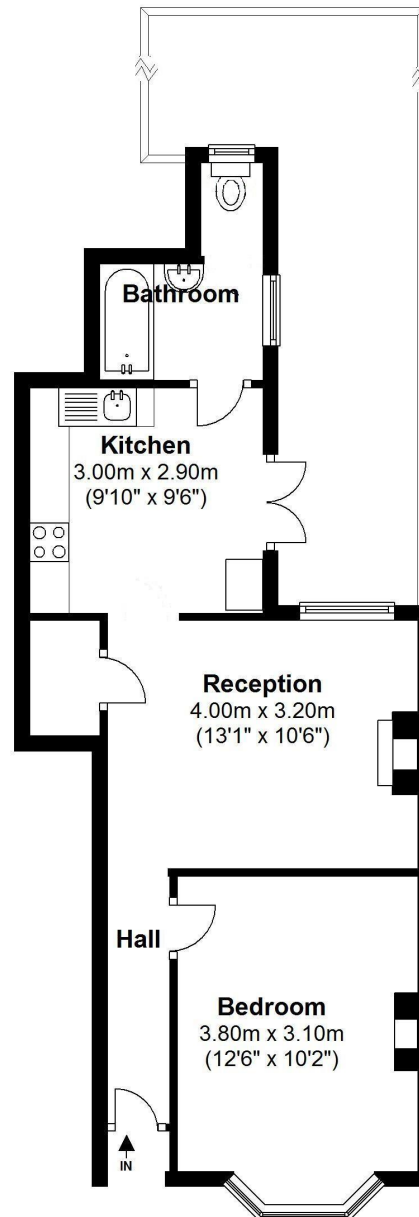 Bathroom
Kitchen
3.00m x 2.90m
(9'10" x 9'6")
Reception
4.00m x 3.20m
(13'1" x 10'6")
Hall
Bedroom
3.80m x 3.10m
(12'6" x 10'2")
IN